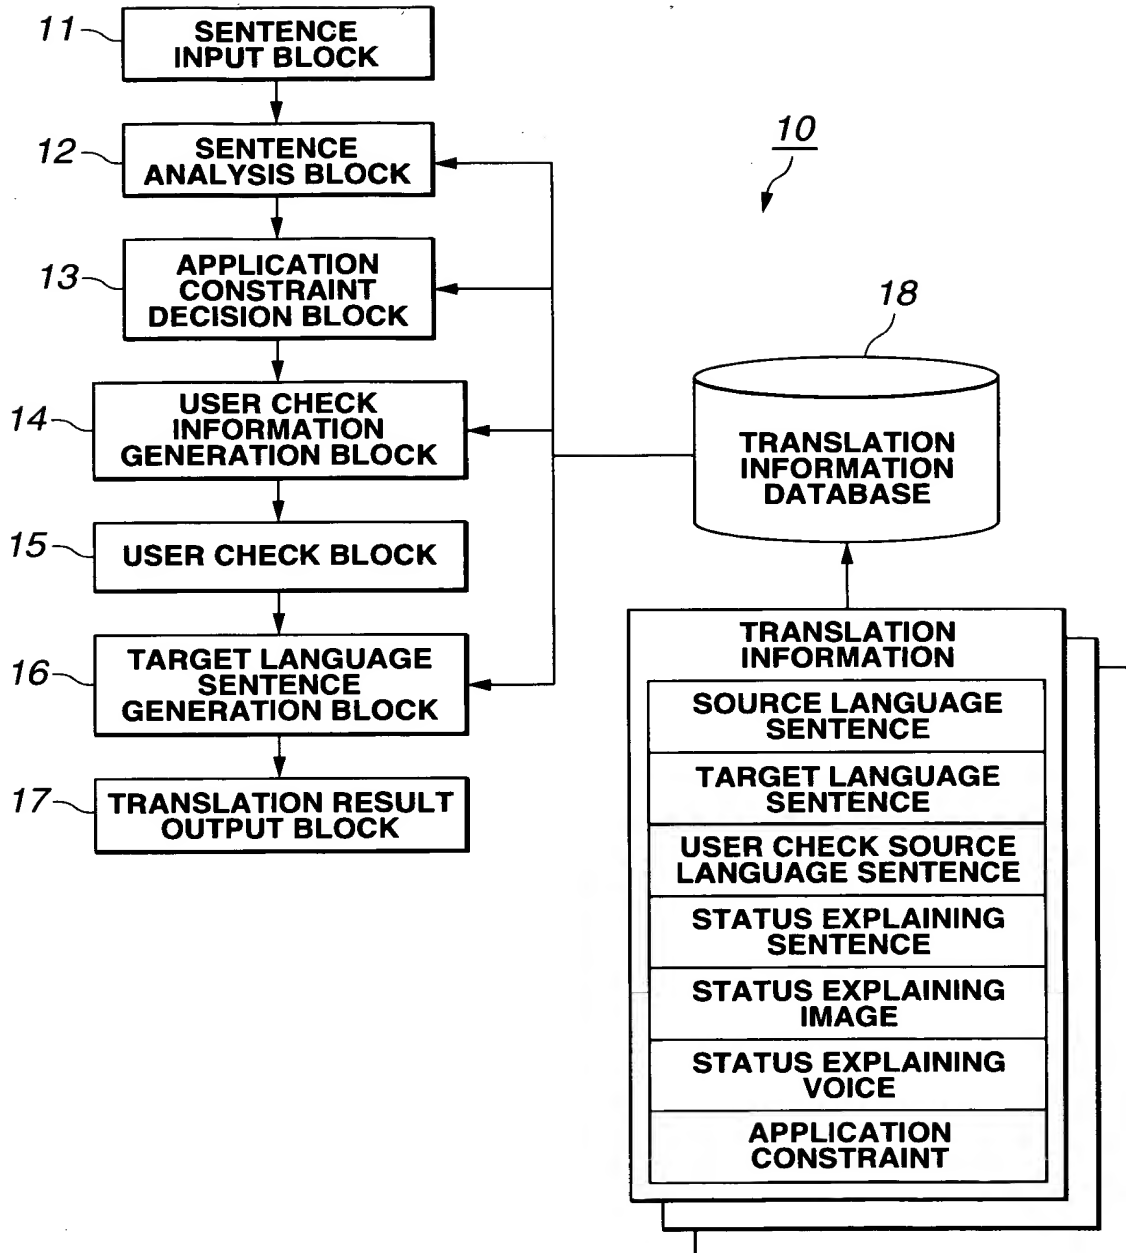 11
SENTENCE
INPUT BLOCK
12
SENTENCE
ANALYSIS BLOCK
13
APPLICATION
CONSTRAINT
DECISION BLOCK
14
USER CHECK
INFORMATION
GENERATION BLOCK
15
USER CHECK BLOCK
16
TARGET LANGUAGE
SENTENCE
GENERATION BLOCK
17
TRANSLATION RESULT
OUTPUT BLOCK
10
18
TRANSLATION
INFORMATION
DATABASE
TRANSLATION
INFORMATION
SOURCE LANGUAGE
SENTENCE
TARGET LANGUAGE
SENTENCE
USER CHECK SOURCE
LANGUAGE SENTENCE
STATUS EXPLAINING
SENTENCE
STATUS EXPLAINING
IMAGE
STATUS EXPLAINING
VOICE
APPLICATION
CONSTRAINT